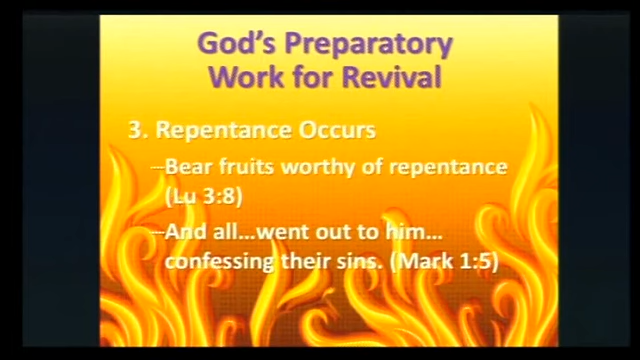 God's Preparatory
Work for Revival
3. Repentance Occurs
–Bear fruits worthy of repentance
(Lu 3:8)
–And all...went out to him...
confessing their sins. (Mark 1:5)